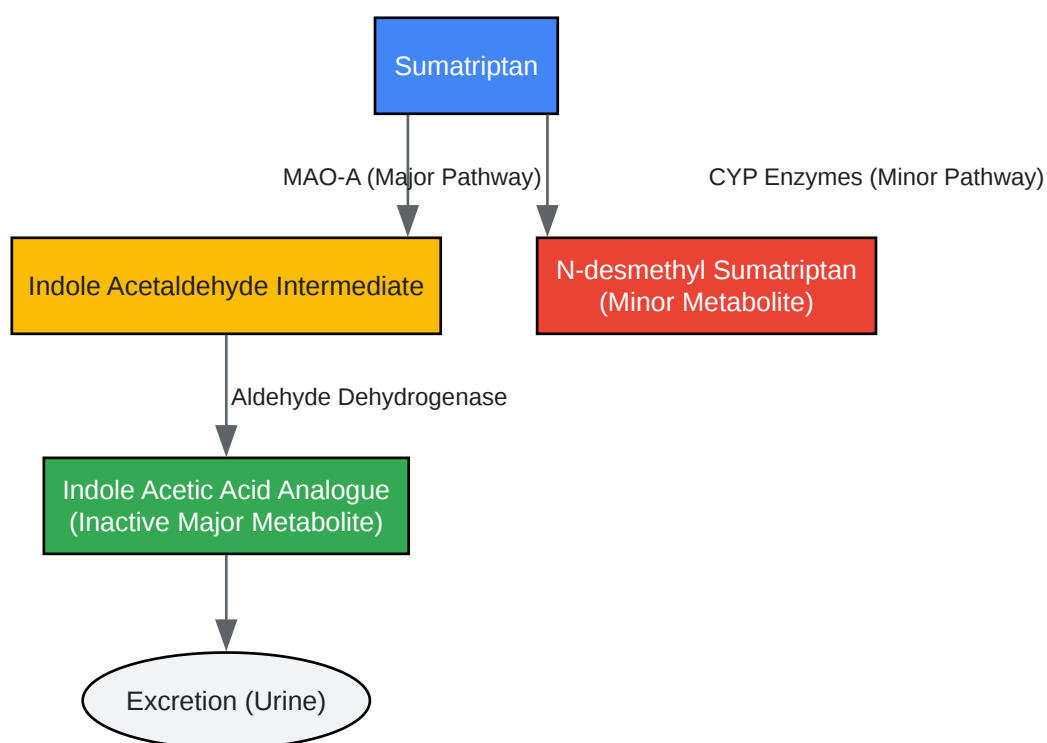 Sumatriptan
MAO-A (Major Pathway)
CYP Enzymes (Minor Pathway)
Indole Acetaldehyde Intermediate
N-desmethyl Sumatriptan
(Minor Metabolite)
Aldehyde Dehydrogenase
Indole Acetic Acid Analogue
(Inactive Major Metabolite)
Excretion (Urine)